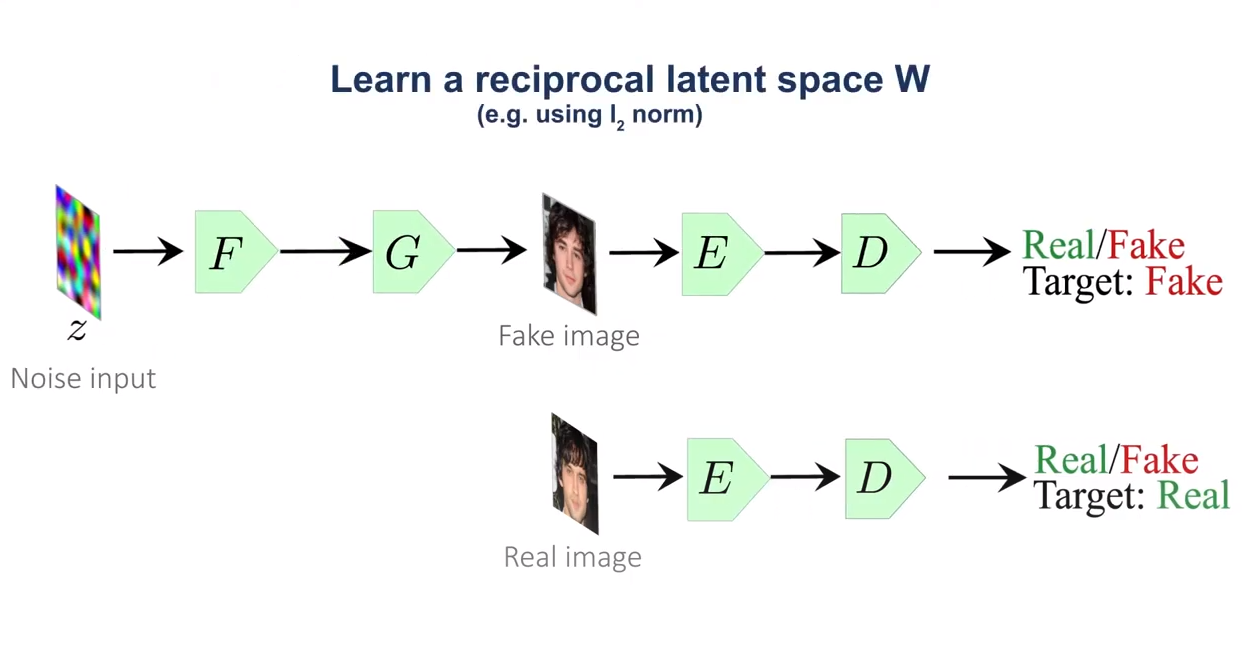 Learn a reciprocal latent space W
(e.g. using l₂ norm)
F
G
E
D
Real/Fake
Target: Fake
z
Fake image
Noise input
E
D
Real/Fake
Target: Real
Real image